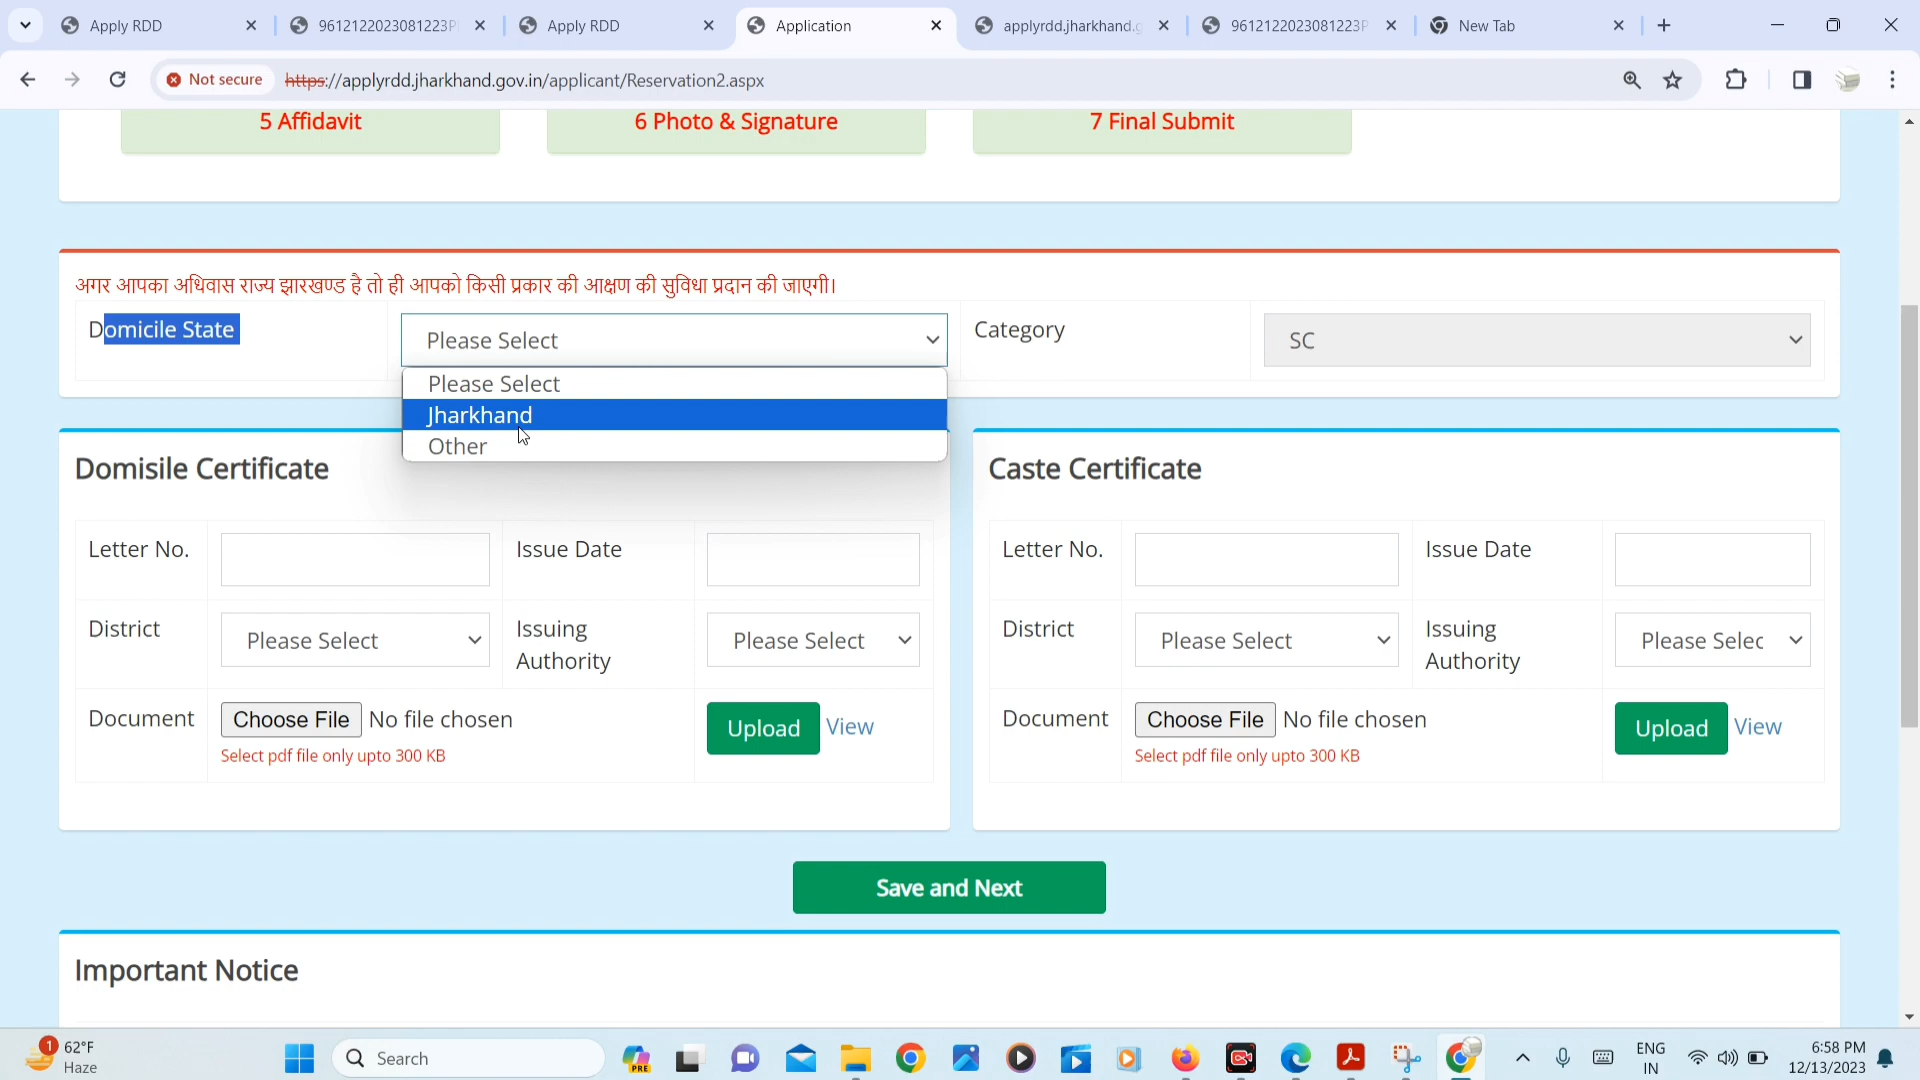 Apply RDD
9612122023081223P
Apply RDD
Application
applyrdd.jharkhand.g
9612122023081223P
New Tab
Not secure
https://applyrdd.jharkhand.gov.in/applicant/Reservation2.aspx
5 Affidavit
6 Photo & Signature
7 Final Submit
अगर आपका अधिवास राज्य झारखण्ड है तो ही आपको किसी प्रकार की आक्षण की सुविधा प्रदान की जाएगी।
Domicile State
Please Select
Category
SC
Please Select
Jharkhand
Other
Domisile Certificate
Caste Certificate
Letter No.
Issue Date
Letter No.
Issue Date
District
Please Select
Issuing
Authority
Please Select
District
Please Select
Issuing
Authority
Please Selec
Document
Choose File No file chosen
Upload
View
Document
Choose File No file chosen
Upload
View
Select pdf file only upto 300 KB
Select pdf file only upto 300 KB
Save and Next
Important Notice
1
62°F
Haze
Search
PRE
ENG
IN
6:58 PM
12/13/2023